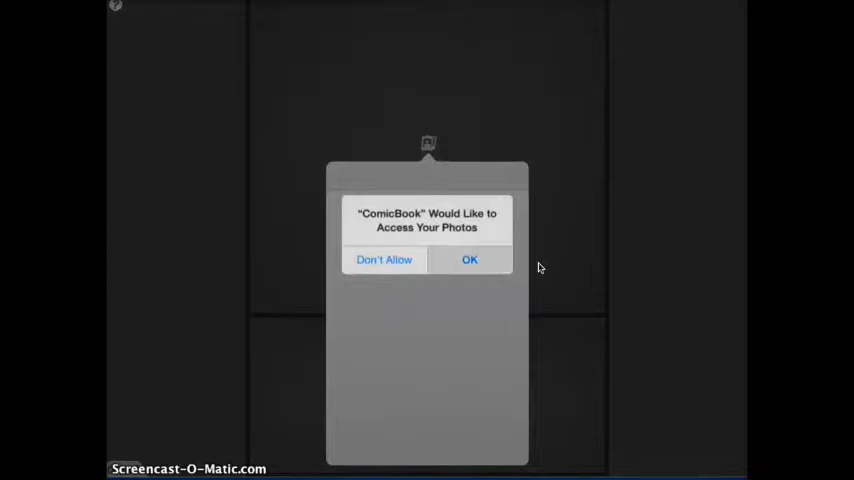 “ComicBook” Would Like to
Access Your Photos
Don't Allow
OK
Screencast-O-Matic.com